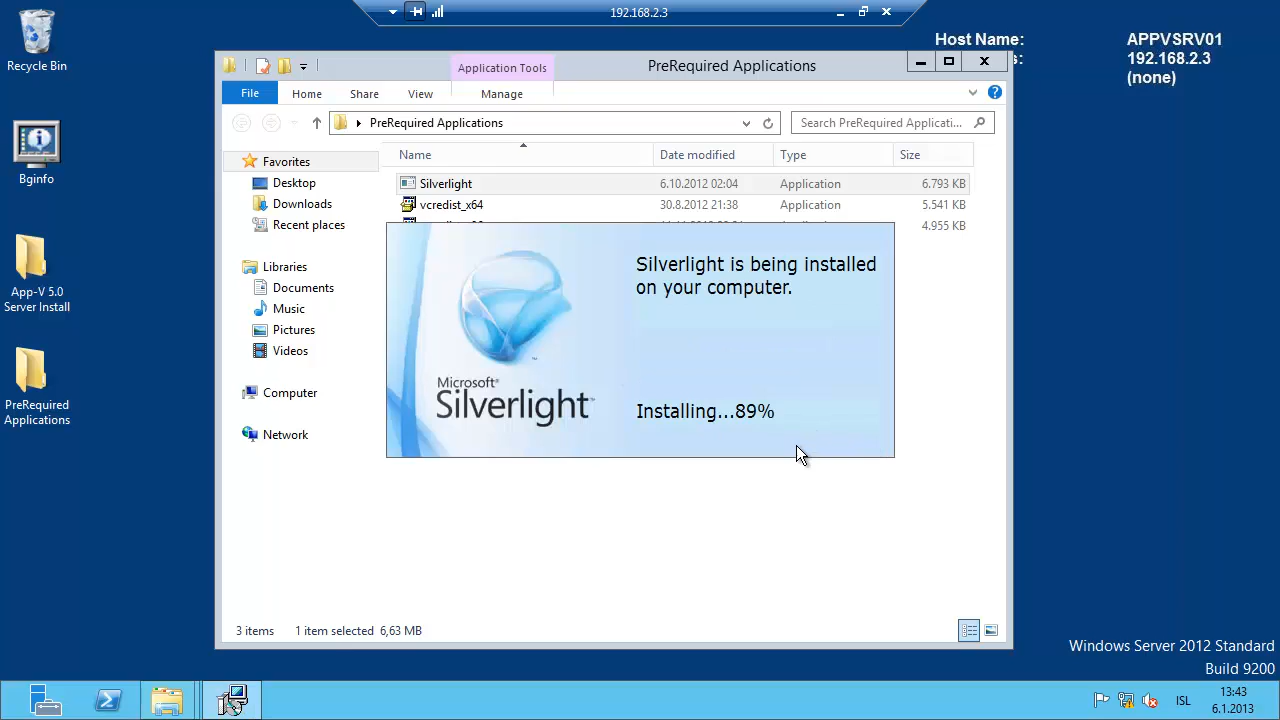 192.168.2.3
Recycle Bin
Host Name:
APPVSRV01
192.168.2.3
(none)
Application Tools
PreRequired Applications
File
Home
Share
View
Manage
PreRequired Applications
Search PreRequired Applicati...
Name
Date modified
Type
Size
Favorites
Desktop
Downloads
Recent places
Libraries
Documents
Music
Pictures
Videos
Computer
Network
Silverlight
6.10.2012 02:04
Application
6.793 KB
vcredist_x64
30.8.2012 21:38
Application
5.541 KB
4.955 KB
Silverlight is being installed
on your computer.
Microsoft®
Silverlight™
Installing...89%
Bginfo
App-V 5.0
Server Install
PreRequired
Applications
3 items
1 item selected 6,63 MB
Windows Server 2012 Standard
Build 9200
ISL
13:43
6.1.2013